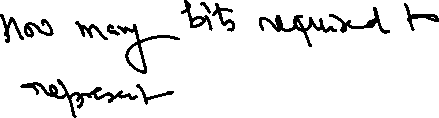 How many bits required to
represent